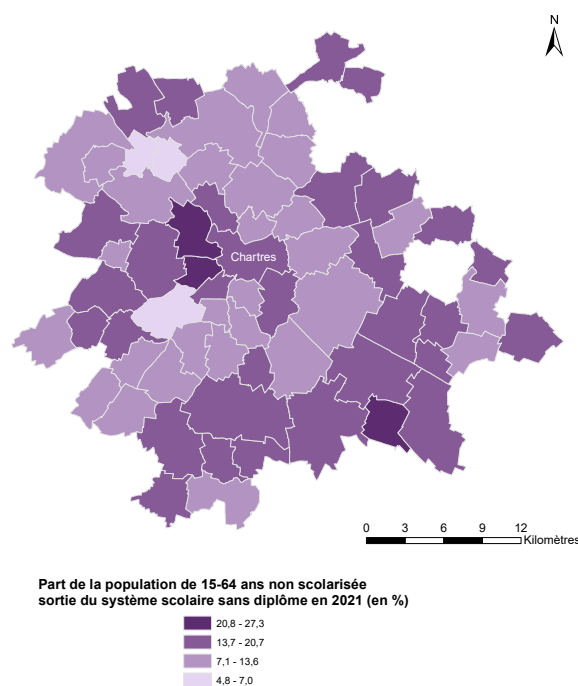 N
Chartres
0 3 6 9 12
Kilomètres
Part de la population de 15-64 ans non scolarisée
sortie du système scolaire sans diplôme en 2021 (en %)
20,8 - 27,3
13,7 - 20,7
7,1 - 13,6
4,8 - 7,0